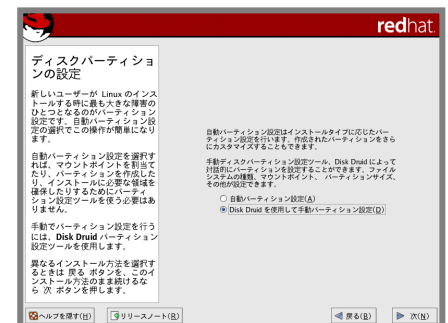 redhat.
ディスクパーティショ
ンの設定
新しいユーザーが Linux のインス
トールする時に最も大きな障害の
ひとつとなるのがパーティション
設定です。自動パーティション設
定の選択でこの操作が簡単になり
ます。
自動パーティション設定を選択す
れば、マウントポイントを割当て
たり、パーティションを作成した
り、インストールに必要な領域を
確保したりするためにパーティ
ション設定ツールを使う必要はあ
りません。
手動でパーティション設定を行う
には、Disk Druid パーティション
設定ツールを使用します。
異なるインストール方法を選択す
るときは 戻る ボタンを、このイ
ンストール方法のまま続けるな
ら 次 ボタンを押します。
自動パーティション設定はインストールタイプに応じたパー
ティション設定を行います。作成されたパーティションをさら
にカスタマイズすることもできます。
手動ディスクパーティション設定ツール、Disk Druid によって
対話的にパーティションを設定することができます。ファイル
システムの種類、マウントポイント、 パーティションサイズ、
その他が設定できます。
自動パーティション設定(A)
Disk Druid を使用して手動パーティション設定(D)
ヘルプを隠す(H)
リリースノート(R)
戻る(B)
次(N)